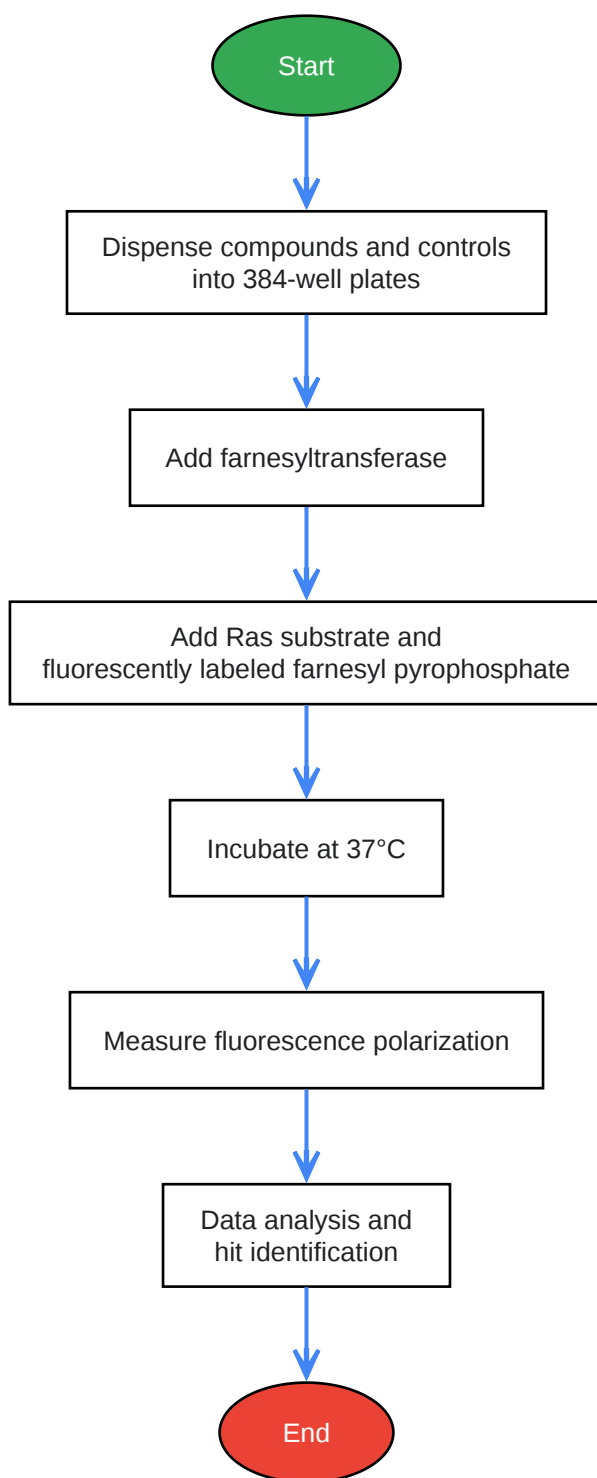 Start
Dispense compounds and controls
into 384-well plates
Add farnesyltransferase
Add Ras substrate and
fluorescently labeled farnesyl pyrophosphate
Incubate at 37°C
Measure fluorescence polarization
Data analysis and
hit identification
End